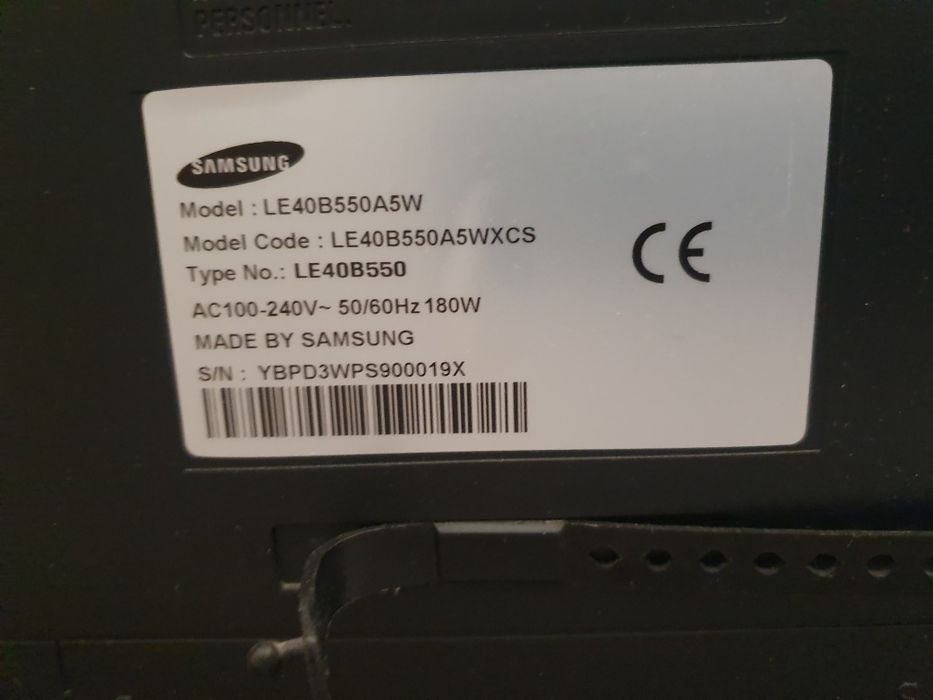 PERSONNEL.
SAMSUNG
Model : LE40B550A5W
Model Code : LE40B550A5WXCS
Type No.: LE40B550
AC100-240V~ 50/60Hz 180W
MADE BY SAMSUNG
S/N : YBPD3WPS900019X
CE